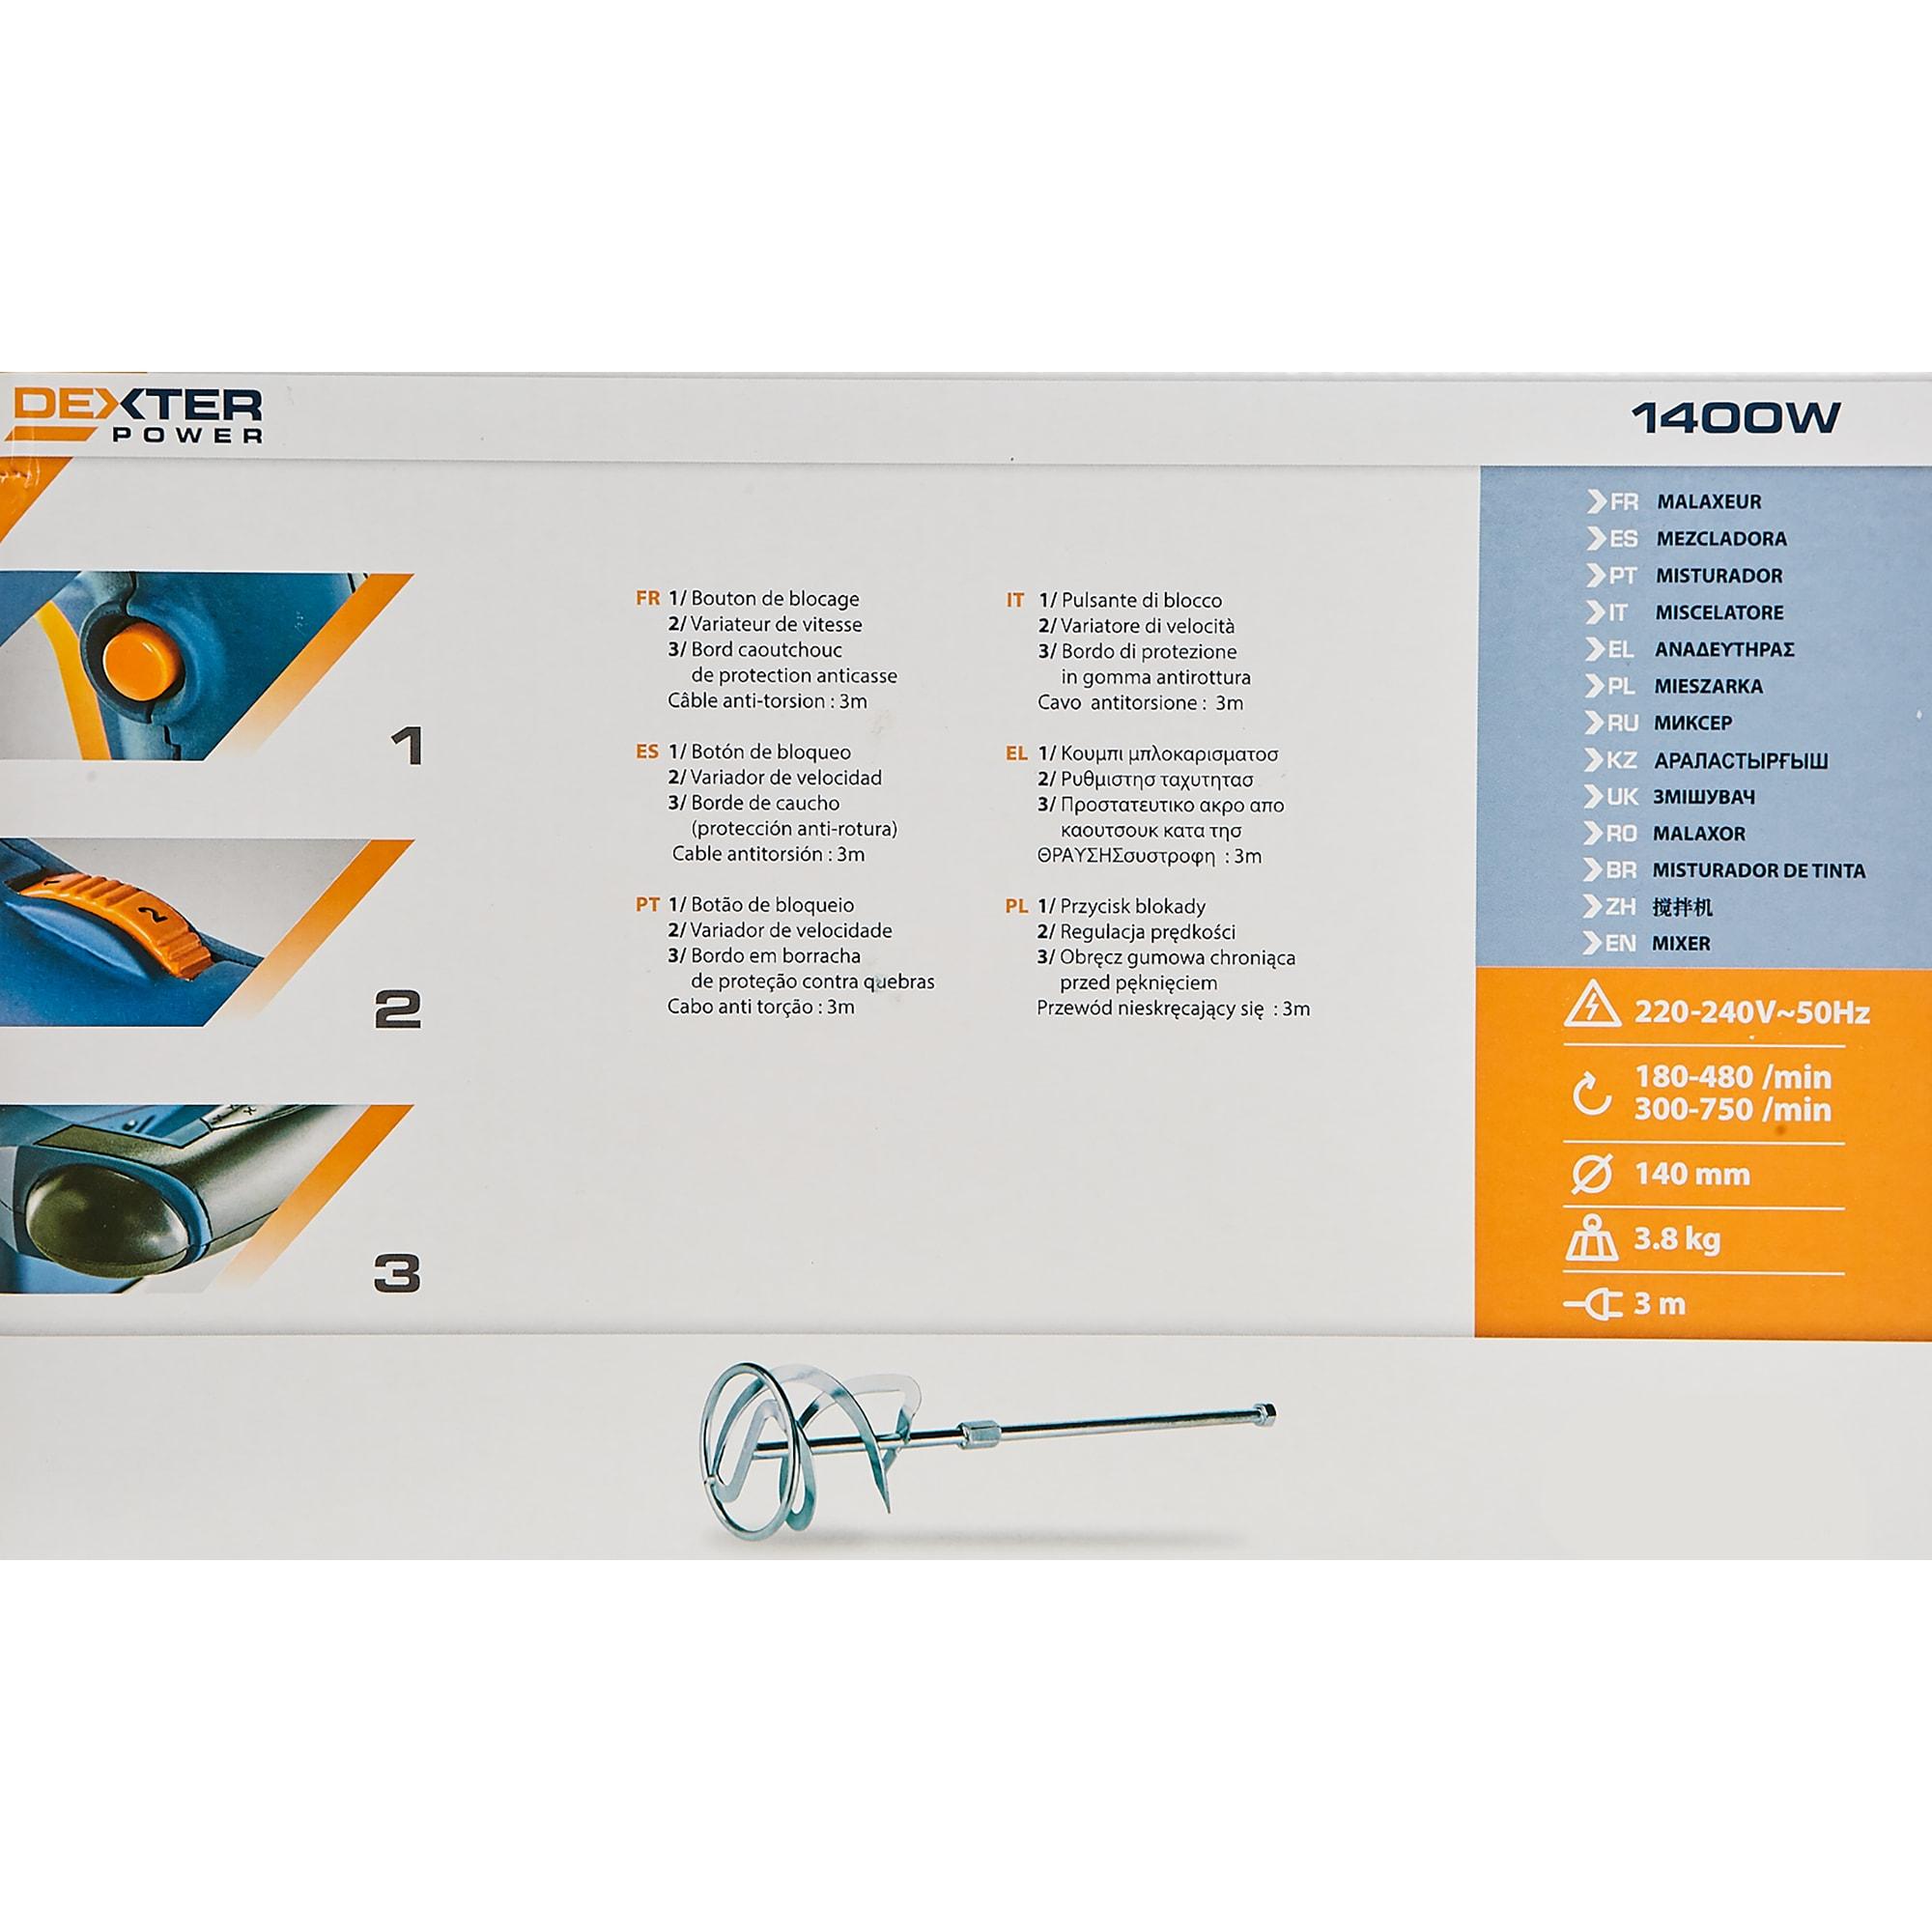 DEXTER
POWER
1400W
1
2
2
1
3
FR 1/ Bouton de blocage
2/ Variateur de vitesse
3/ Bord caoutchouc
de protection anticasse
Câble anti-torsion : 3m
ES 1/ Botón de bloqueo
2/ Variador de velocidad
3/ Borde de caucho
(protección anti-rotura)
Cable antitorsión : 3m
PT 1/ Botão de bloqueio
2/ Variador de velocidade
3/ Bordo em borracha
de proteção contra quebras
Cabo anti torção : 3m
IT 1/ Pulsante di blocco
2/ Variatore di velocità
3/ Bordo di protezione
in gomma antirottura
Cavo antitorsione : 3m
EL 1/ Κουμπι μπλοκαρισματοσ
2/ Ρυθμιστησ ταχυτητασ
3/ Προστατευτικο ακρο απο
καουτσουκ κατα τησ
ΘΡΑΥΣΗΣσυστροφη : 3m
PL 1/ Przycisk blokady
2/ Regulacja prędkości
3/ Obręcz gumowa chroniąca
przed pęknięciem
Przewód nieskręcający się : 3m
FR MALAXEUR
ES MEZCLADORA
PT MISTURADOR
IT MISCELATORE
EL ΑΝΑΔΕΥΤΗΡΑΣ
PL MIESZARKA
RU МИКСЕР
KZ АРАЛАСТЫРҒЫШ
UK ЗМІШУВАЧ
RO MALAXOR
BR MISTURADOR DE TINTA
ZH 搅拌机
EN MIXER
220-240V~50Hz
180-480 /min
300-750 /min
140 mm
3.8 kg
3 m